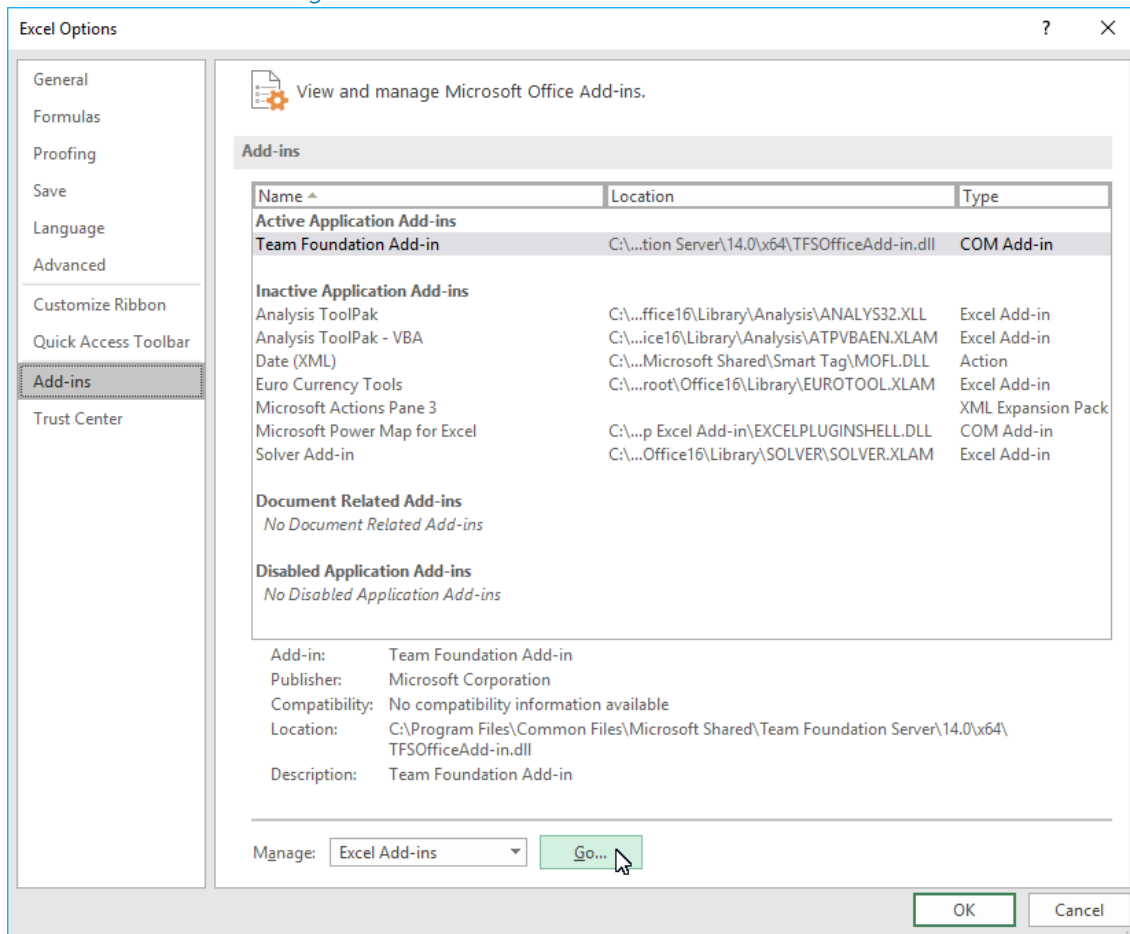 Excel Options ? ×
General
Formulas
Proofing
Save
Language
Advanced
Customize Ribbon
Quick Access Toolbar
Add-ins
Trust Center
View and manage Microsoft Office Add-ins.
Add-ins
Name Location Type
Active Application Add-ins
Team Foundation Add-in C:\...tion Server\14.0\x64\TFSOfficeAdd-in.dll COM Add-in
Inactive Application Add-ins
Analysis ToolPak C:\...ffice16\Library\Analysis\ANALYS32.XLL Excel Add-in
Analysis ToolPak - VBA C:\...ice16\Library\Analysis\ATPVBAEN.XLAM Excel Add-in
Date (XML) C:\...Microsoft Shared\Smart Tag\MOFL.DLL Action
Euro Currency Tools C:\...root\Office16\Library\EUROTOOL.XLAM Excel Add-in
Microsoft Actions Pane 3 XML Expansion Pack
Microsoft Power Map for Excel C:\...p Excel Add-in\EXCELPLUGINSHELL.DLL COM Add-in
Solver Add-in C:\...Office16\Library\SOLVER\SOLVER.XLAM Excel Add-in
Document Related Add-ins
No Document Related Add-ins
Disabled Application Add-ins
No Disabled Application Add-ins
Add-in: Team Foundation Add-in
Publisher: Microsoft Corporation
Compatibility: No compatibility information available
Location: C:\Program Files\Common Files\Microsoft Shared\Team Foundation Server\14.0\x64\
TFSOfficeAdd-in.dll
Description: Team Foundation Add-in
Manage: Excel Add-ins Go...
OK Cancel